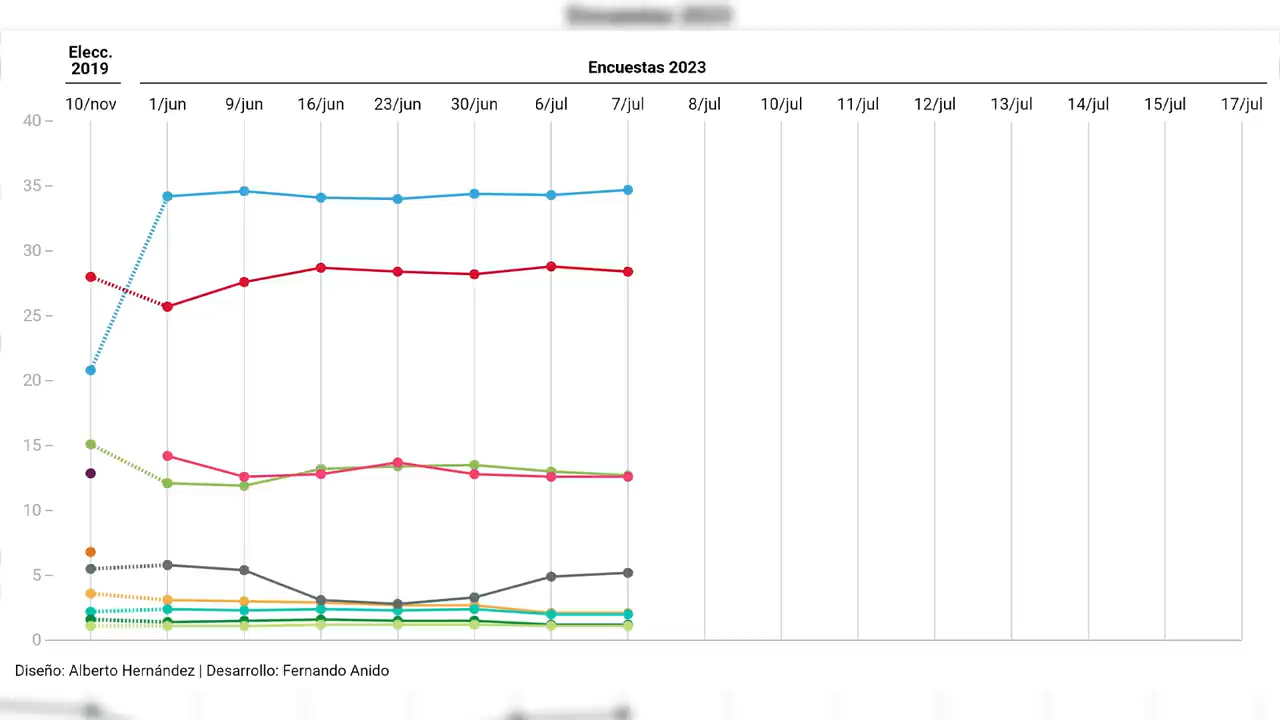 Encuestas 2023
Elecc.
2019
Encuestas 2023
10/nov 1/jun 9/jun 16/jun 23/jun 30/jun 6/jul 7/jul 8/jul 10/jul 11/jul 12/jul 13/jul 14/jul 15/jul 17/jul
40
35
30
25
20
15
10
5
0
Diseño: Alberto Hernández | Desarrollo: Fernando Anido